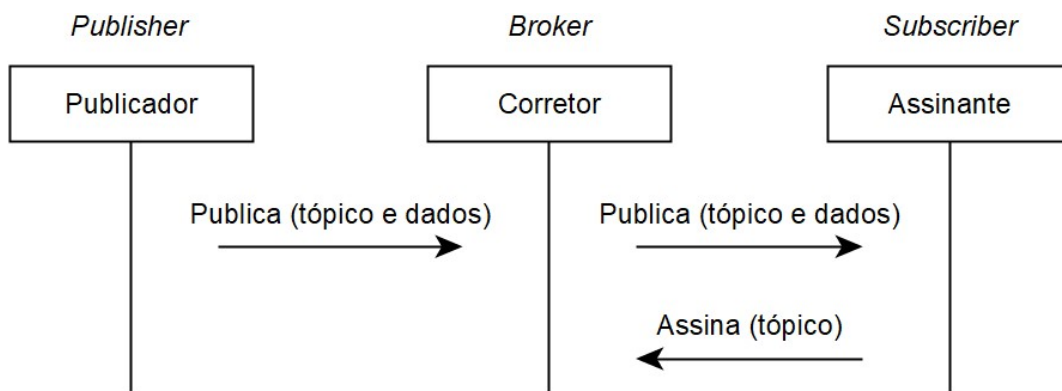 Publisher
Broker
Subscriber
Publicador
Corretor
Assinante
Publica (tópico e dados)
Publica (tópico e dados)
Assina (tópico)